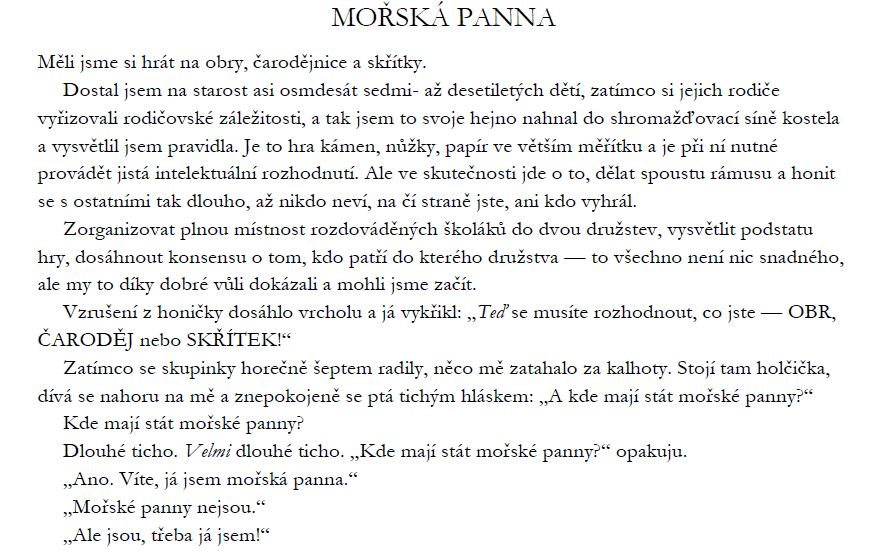 MOŘSKÁ PANNA
Měli jsme si hrát na obry, čarodějnice a skřítky.
Dostal jsem na starost asi osmdesát sedmi- až desetiletých dětí, zatímco si jejich rodiče
vyřizovali rodičovské záležitosti, a tak jsem to svoje hejno nahnal do shromažďovací síně kostela
a vysvětlil jsem pravidla. Je to hra kámen, nůžky, papír ve větším měřítku a je při ní nutné
provádět jistá intelektuální rozhodnutí. Ale ve skutečnosti jde o to, dělat spoustu rámusu a honit
se s ostatními tak dlouho, až nikdo neví, na čí straně jste, ani kdo vyhrál.
Zorganizovat plnou místnost rozdováděných školáků do dvou družstev, vysvětlit podstatu
hry, dosáhnout konsensu o tom, kdo patří do kterého družstva — to všechno není nic snadného,
ale my to díky dobré vůli dokázali a mohli jsme začít.
Vzrušení z honičky dosáhlo vrcholu a já vykřikl: „Teď se musíte rozhodnout, co jste — OBR,
ČARODĚJ nebo SKŘÍTEK!“
Zatímco se skupinky horečně šeptem radily, něco mě zatahalo za kalhoty. Stojí tam holčička,
dívá se nahoru na mě a znepokojeně se ptá tichým hláskem: „A kde mají stát mořské panny?“
Kde mají stát mořské panny?
Dlouhé ticho. Velmi dlouhé ticho. „Kde mají stát mořské panny?“ opakuju.
„Ano. Víte, já jsem mořská panna.“
„Mořské panny nejsou.“
„Ale jsou, třeba já jsem!“